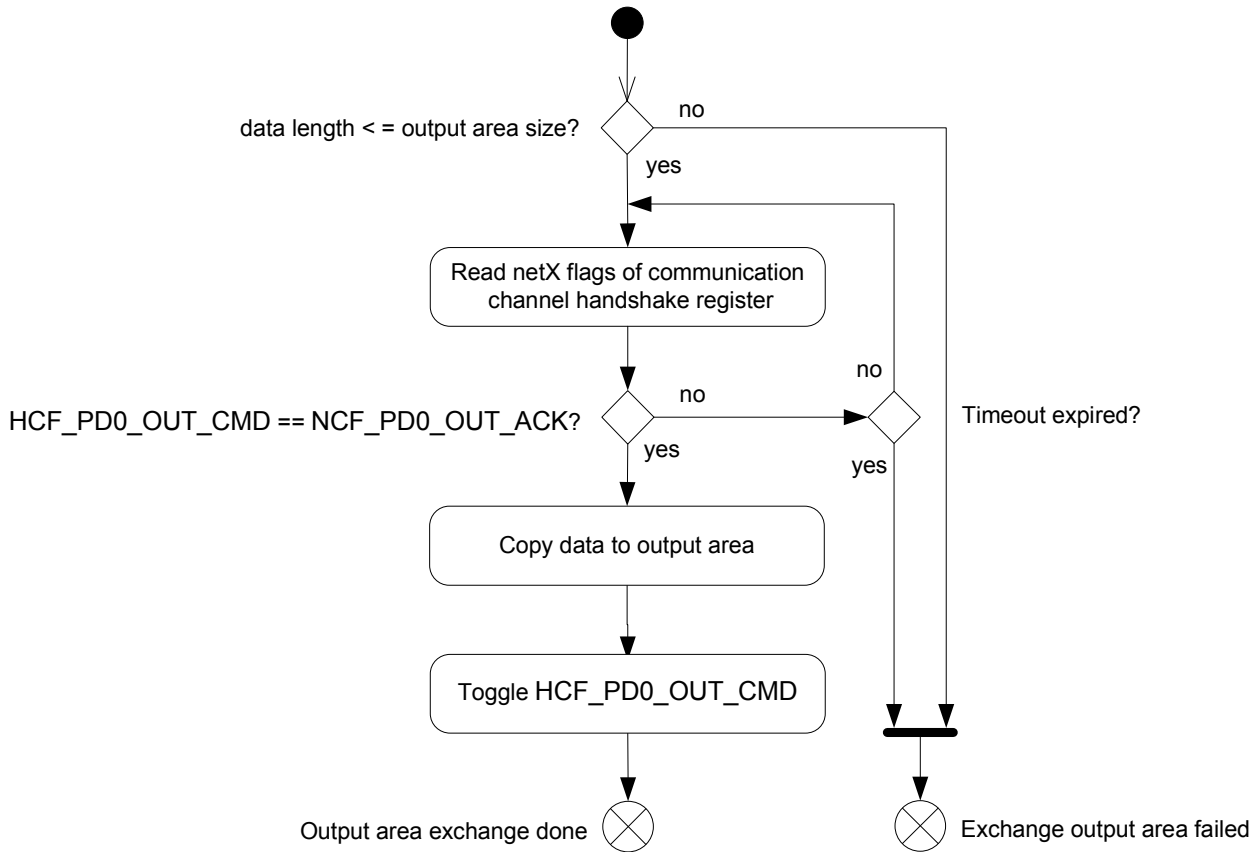 no
data length < = output area size?
yes
Read netX flags of communication
channel handshake register
no
no
HCF_PD0_OUT_CMD == NCF_PD0_OUT_ACK?
Timeout expired?
yes
yes
Copy data to output area
Toggle HCF_PD0_OUT_CMD
Output area exchange done
Exchange output area failed